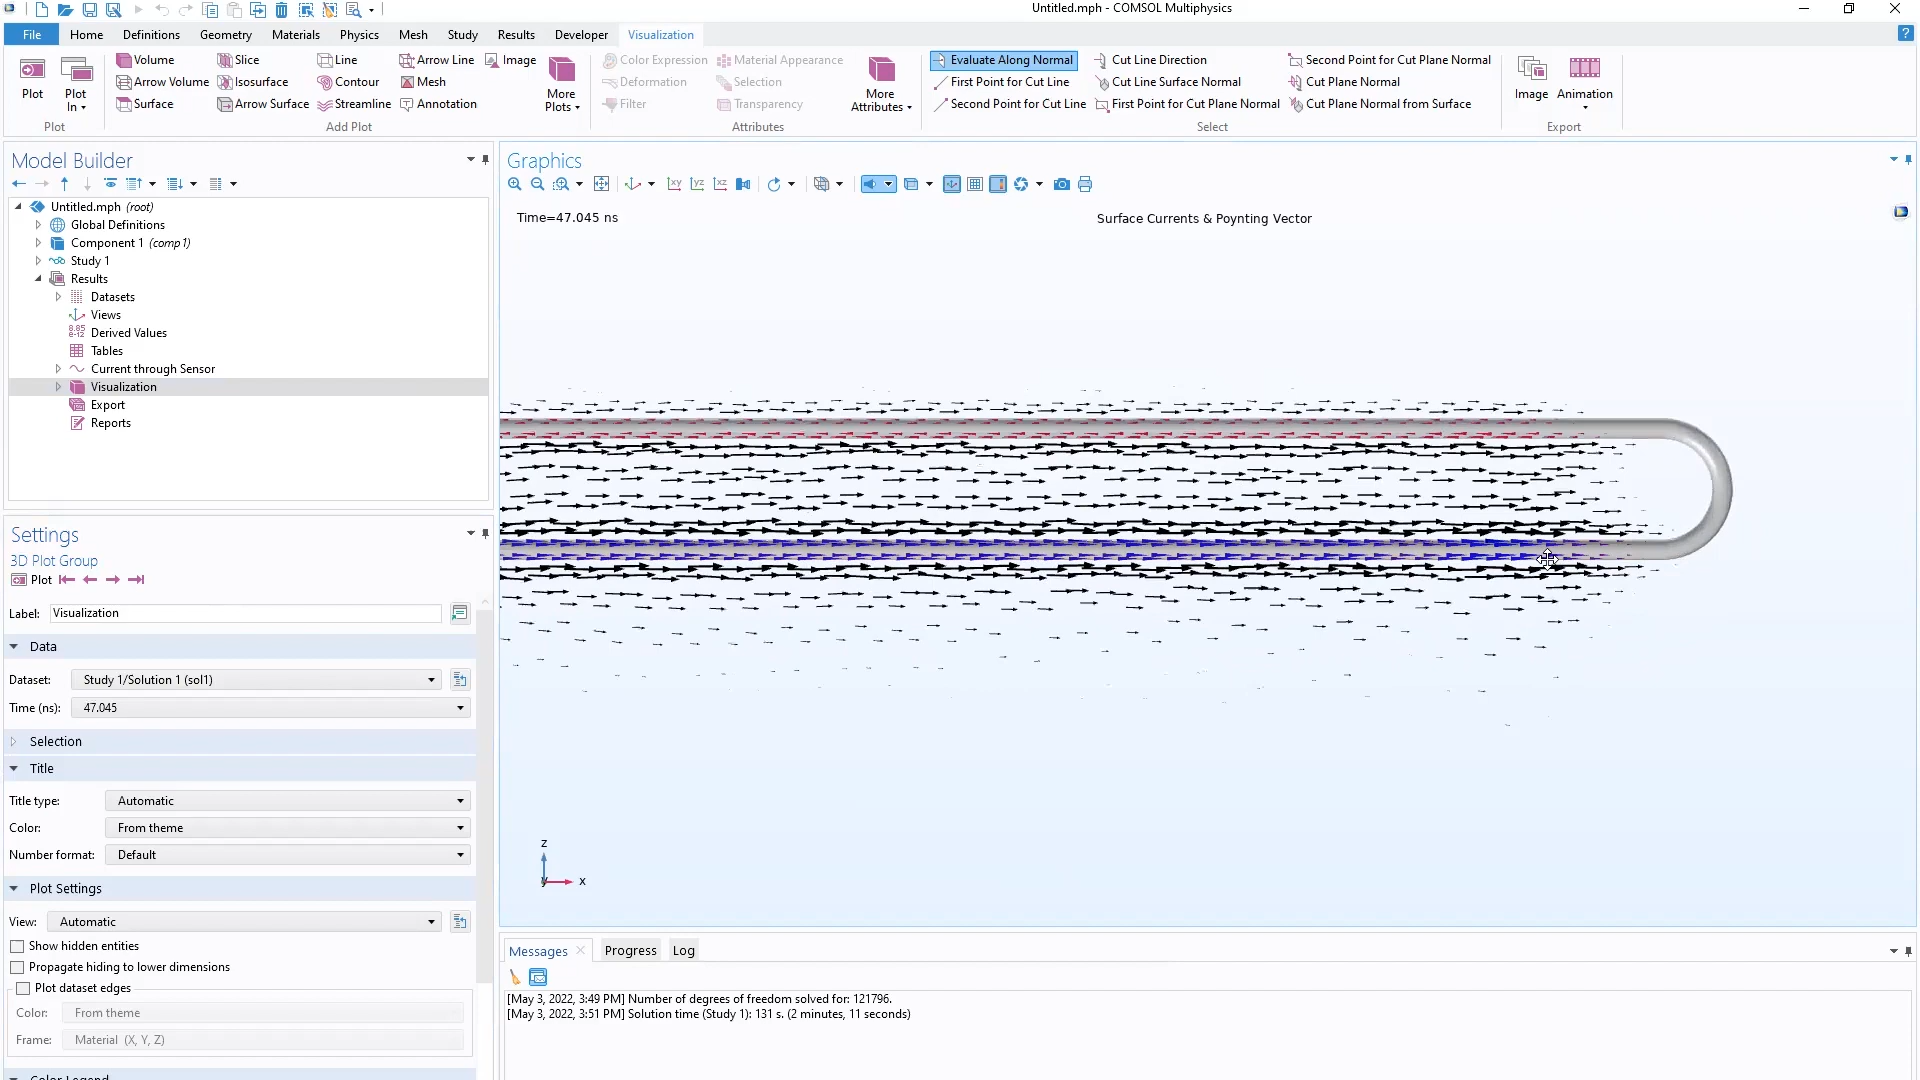 Untitled.mph - COMSOL Multiphysics
File Home Definitions Geometry Materials Physics Mesh Study Results Developer Visualization
Plot
Plot In
Plot
Volume
Arrow Volume
Surface
Slice
Isosurface
Arrow Surface
Line
Contour
Streamline
Arrow Line
Mesh
Annotation
Image
More Plots
Add Plot
Color Expression
Deformation
Filter
Material Appearance
Selection
Transparency
More Attributes
Attributes
Evaluate Along Normal
First Point for Cut Line
Second Point for Cut Line
Cut Line Direction
Cut Line Surface Normal
First Point for Cut Plane Normal
Second Point for Cut Plane Normal
Cut Plane Normal
Cut Plane Normal from Surface
Select
Image
Animation
Export
Model Builder
Untitled.mph (root)
Global Definitions
Component 1 (comp1)
Study 1
Results
Datasets
Views
8.85
e-12
Derived Values
Tables
Current through Sensor
Visualization
Export
Reports
Settings
3D Plot Group
Plot
Label: Visualization
Data
Dataset: Study 1/Solution 1 (sol1)
Time (ns): 47.045
Selection
Title
Title type: Automatic
Color: From theme
Number format: Default
Plot Settings
View: Automatic
Show hidden entities
Propagate hiding to lower dimensions
Plot dataset edges
Color: From theme
Frame: Material (X, Y, Z)
Color Legend
Graphics
xy yz xz
Time=47.045 ns
Surface Currents & Poynting Vector
z
y
x
Messages Progress Log
[May 3, 2022, 3:49 PM] Number of degrees of freedom solved for: 121796.
[May 3, 2022, 3:51 PM] Solution time (Study 1): 131 s. (2 minutes, 11 seconds)